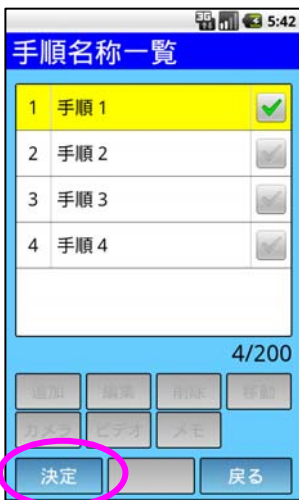 3G 5:42
手順名称一覧
1 手順 1
2 手順 2
3 手順 3
4 手順 4
4/200
追加 編集 削除 移動
カメラ ビデオ メモ
決定 戻る